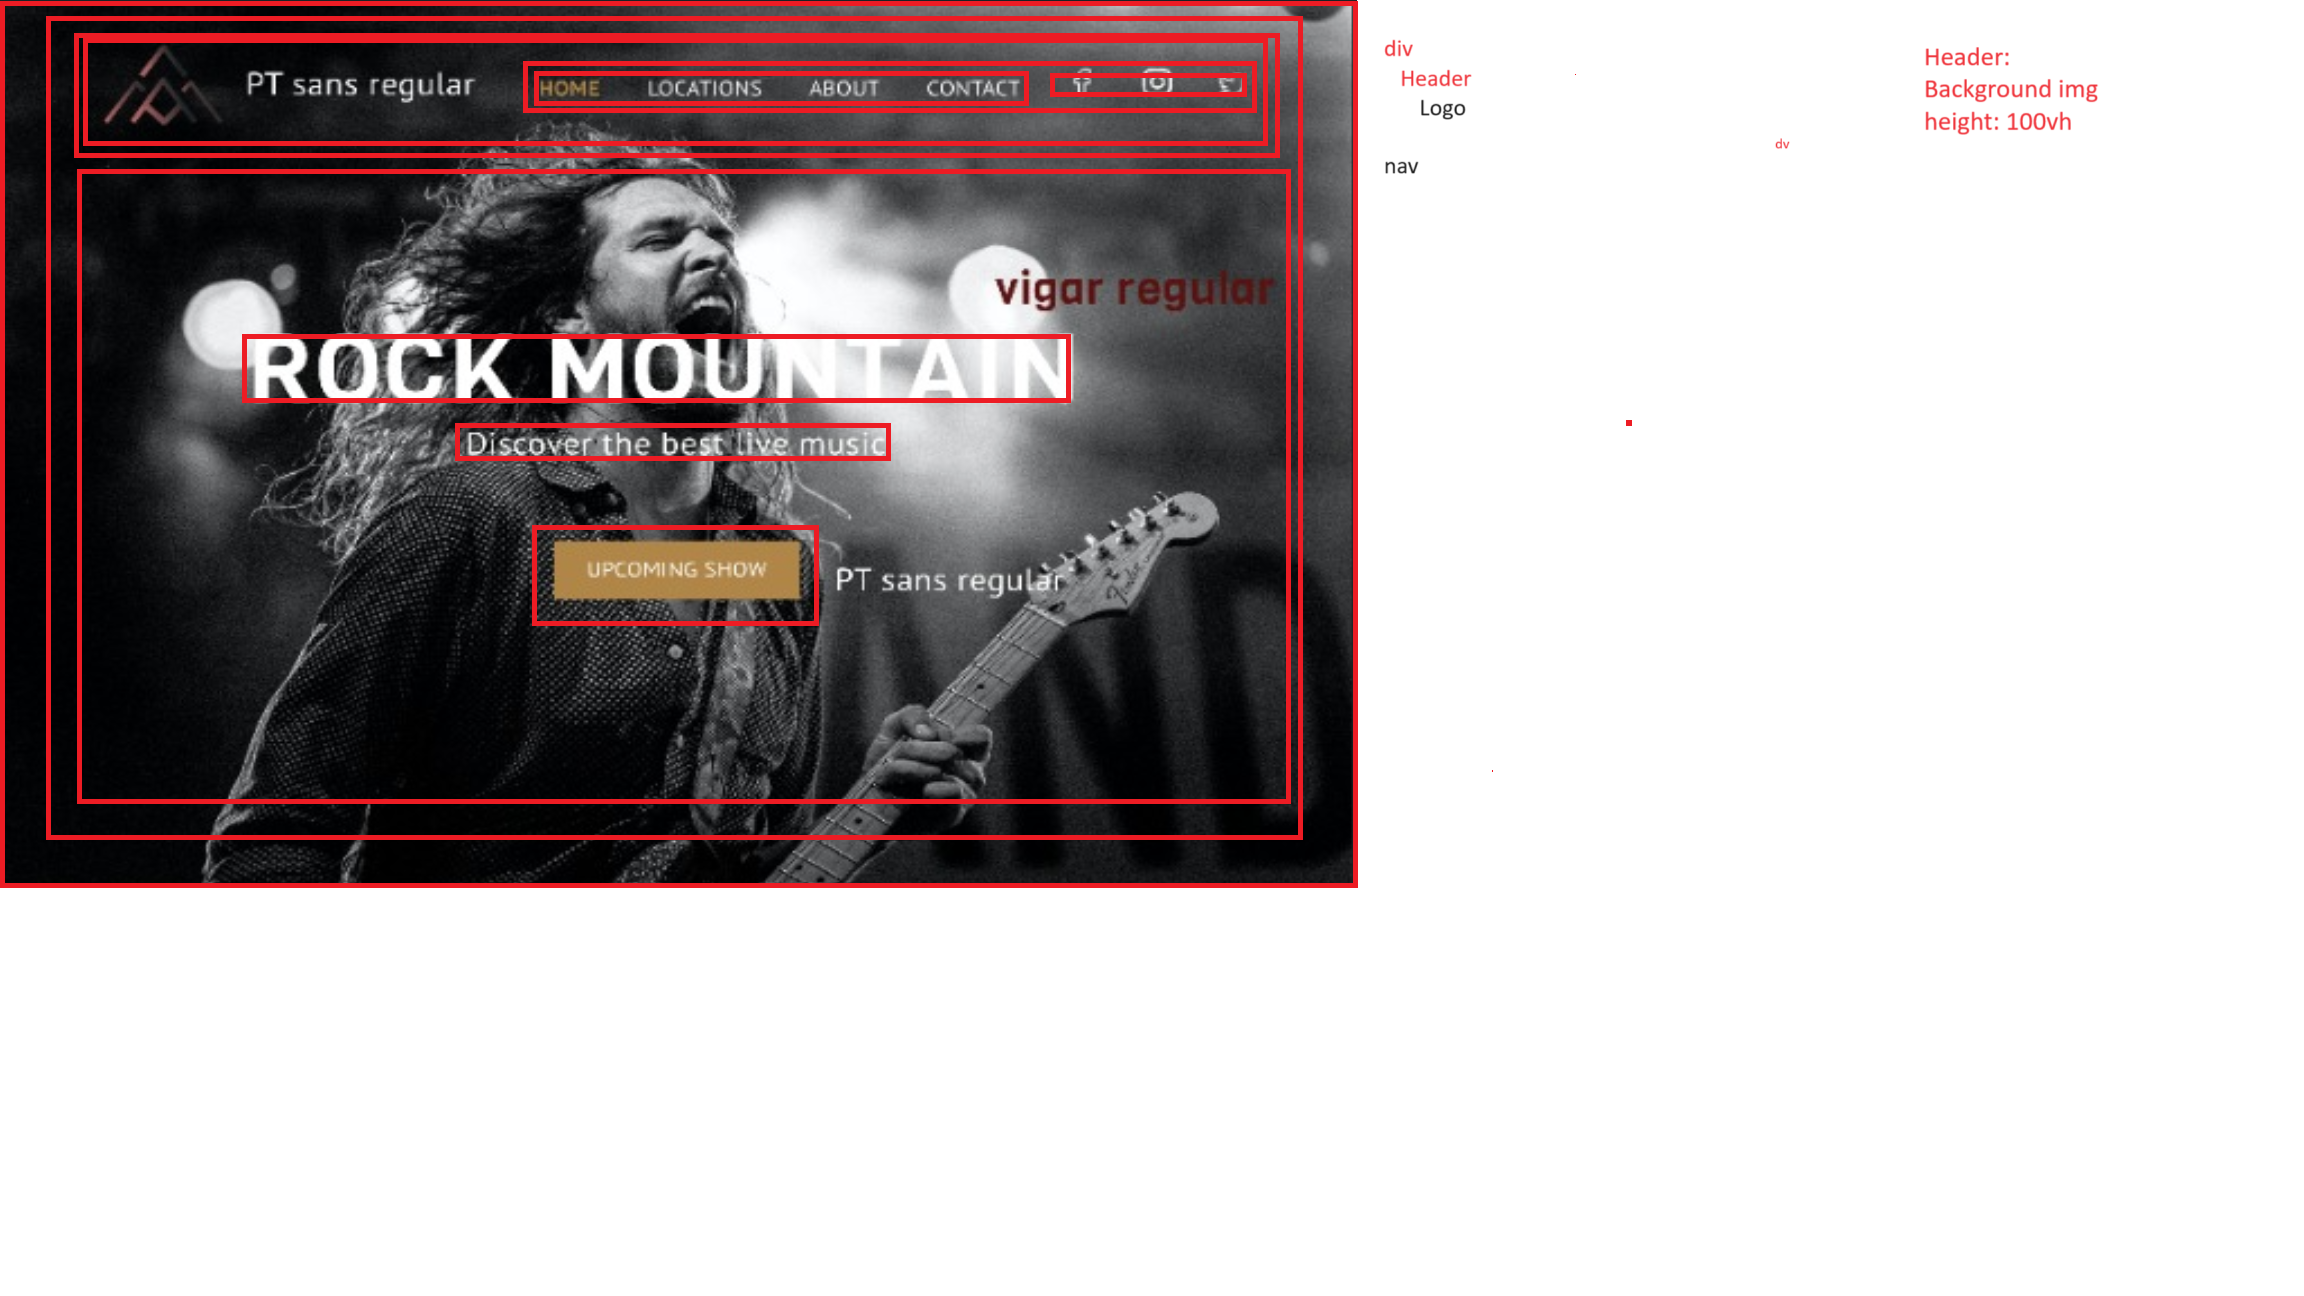 PT sans regular
HOME LOCATIONS ABOUT CONTACT
vigar regular
ROCK MOUNTAIN
Discover the best live music
UPCOMING SHOW
PT sans regular
div
Header
Logo
nav
dv
Header:
Background img
height: 100vh